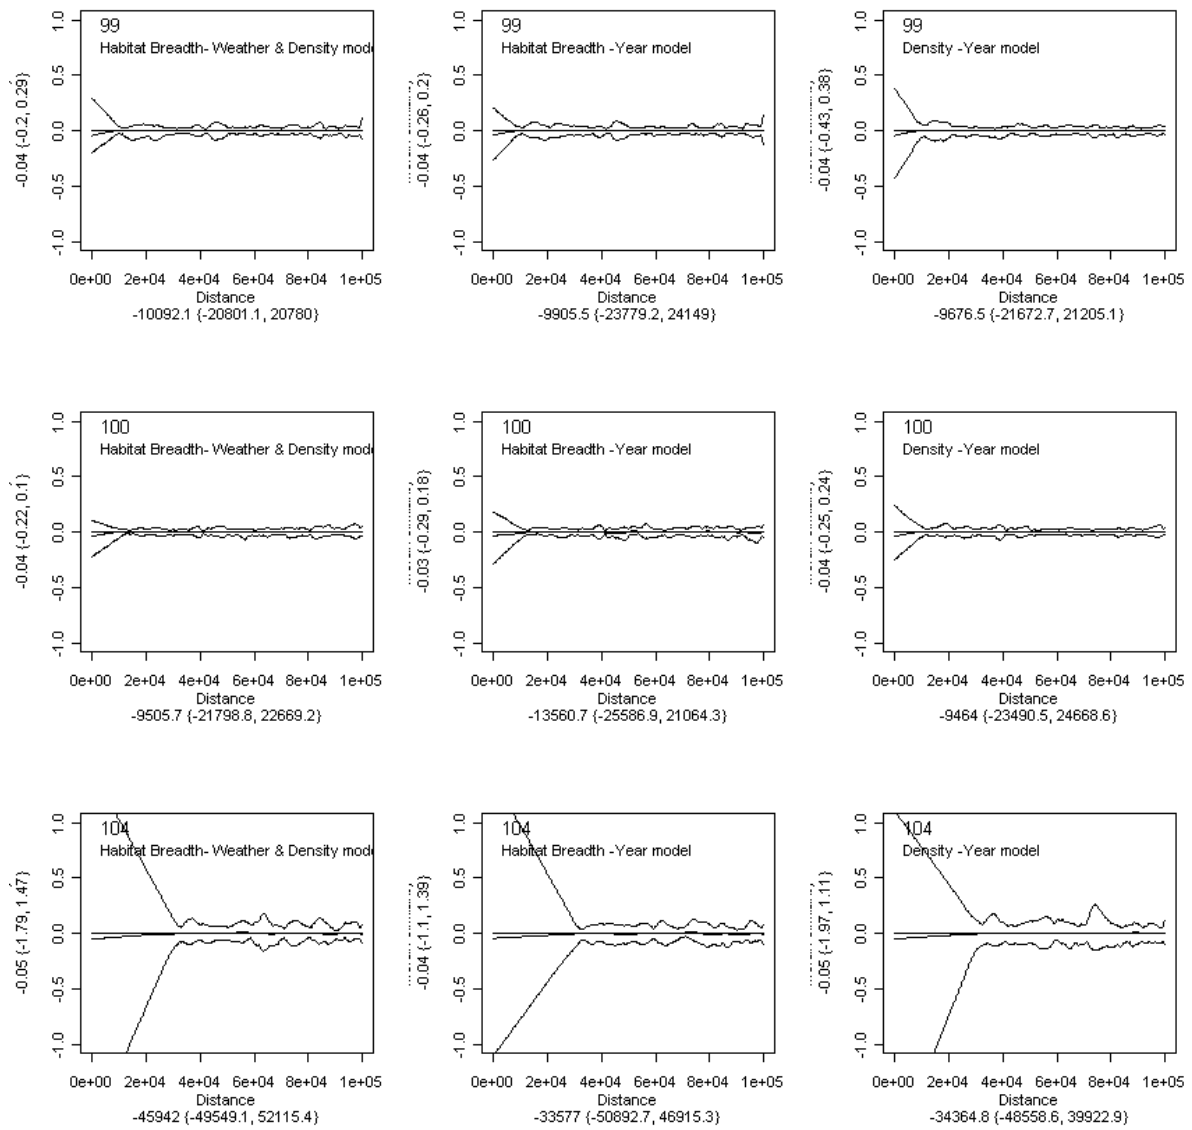 99
Habitat Breadth- Weather & Density mode
1.0
0.5
0.0
-0.5
-1.0
-0.04 {-0.2, 0.29}
0e+00 2e+04 4e+04 6e+04 8e+04 1e+05
Distance
-10092.1 {-20801.1, 20780}
99
Habitat Breadth -Year model
1.0
0.5
0.0
-0.5
-1.0
-0.04 {-0.26, 0.2}
0e+00 2e+04 4e+04 6e+04 8e+04 1e+05
Distance
-9905.5 {-23779.2, 24149}
99
Density -Year model
1.0
0.5
0.0
-0.5
-1.0
-0.04 {-0.43, 0.38}
0e+00 2e+04 4e+04 6e+04 8e+04 1e+05
Distance
-9676.5 {-21672.7, 21205.1}
100
Habitat Breadth- Weather & Density mode
1.0
0.5
0.0
-0.5
-1.0
-0.04 {-0.22, 0.1}
0e+00 2e+04 4e+04 6e+04 8e+04 1e+05
Distance
-9505.7 {-21798.8, 22669.2}
100
Habitat Breadth -Year model
1.0
0.5
0.0
-0.5
-1.0
-0.03 {-0.29, 0.18}
0e+00 2e+04 4e+04 6e+04 8e+04 1e+05
Distance
-13560.7 {-25586.9, 21064.3}
100
Density -Year model
1.0
0.5
0.0
-0.5
-1.0
-0.04 {-0.25, 0.24}
0e+00 2e+04 4e+04 6e+04 8e+04 1e+05
Distance
-9464 {-23490.5, 24668.6}
104
Habitat Breadth- Weather & Density mode
1.0
0.5
0.0
-0.5
-1.0
-0.05 {-1.79, 1.47}
0e+00 2e+04 4e+04 6e+04 8e+04 1e+05
Distance
-45942 {-49549.1, 52115.4}
104
Habitat Breadth -Year model
1.0
0.5
0.0
-0.5
-1.0
-0.04 {-1.1, 1.39}
0e+00 2e+04 4e+04 6e+04 8e+04 1e+05
Distance
-33577 {-50892.7, 46915.3}
104
Density -Year model
1.0
0.5
0.0
-0.5
-1.0
-0.05 {-1.97, 1.11}
0e+00 2e+04 4e+04 6e+04 8e+04 1e+05
Distance
-34364.8 {-48558.6, 39922.9}